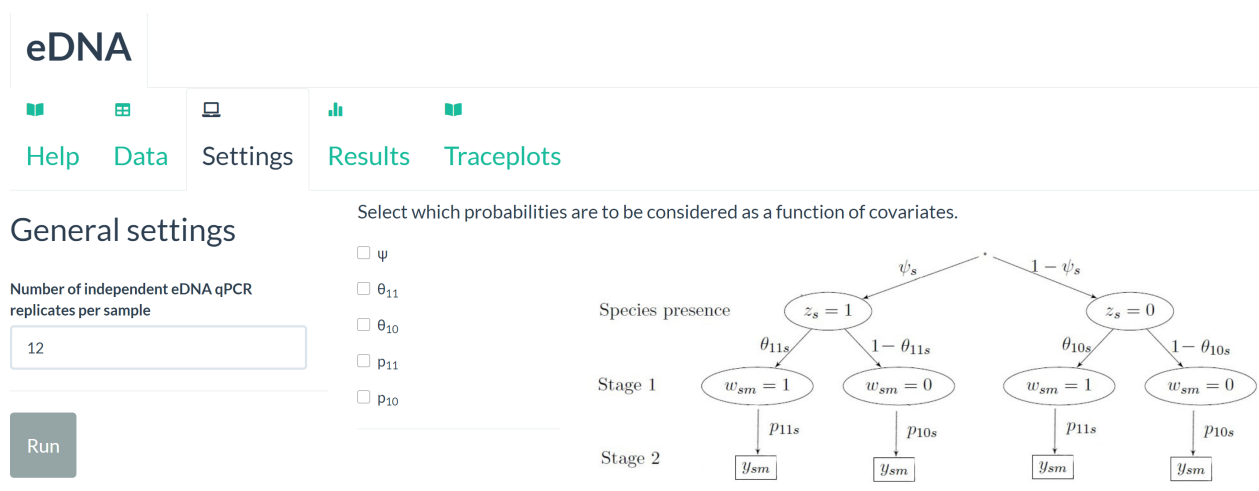 eDNA
Help Data Settings Results Traceplots
General settings
Number of independent eDNA qPCR
replicates per sample
12
Run
Select which probabilities are to be considered as a function of covariates.
ψ
θ11
θ10
p11
p10
ψs 1 − ψs
Species presence zs = 1 zs = 0
θ11s 1− θ11s θ10s 1− θ10s
Stage 1 wsm = 1 wsm = 0 wsm = 1 wsm = 0
p11s p10s p11s p10s
Stage 2 ysm ysm ysm ysm